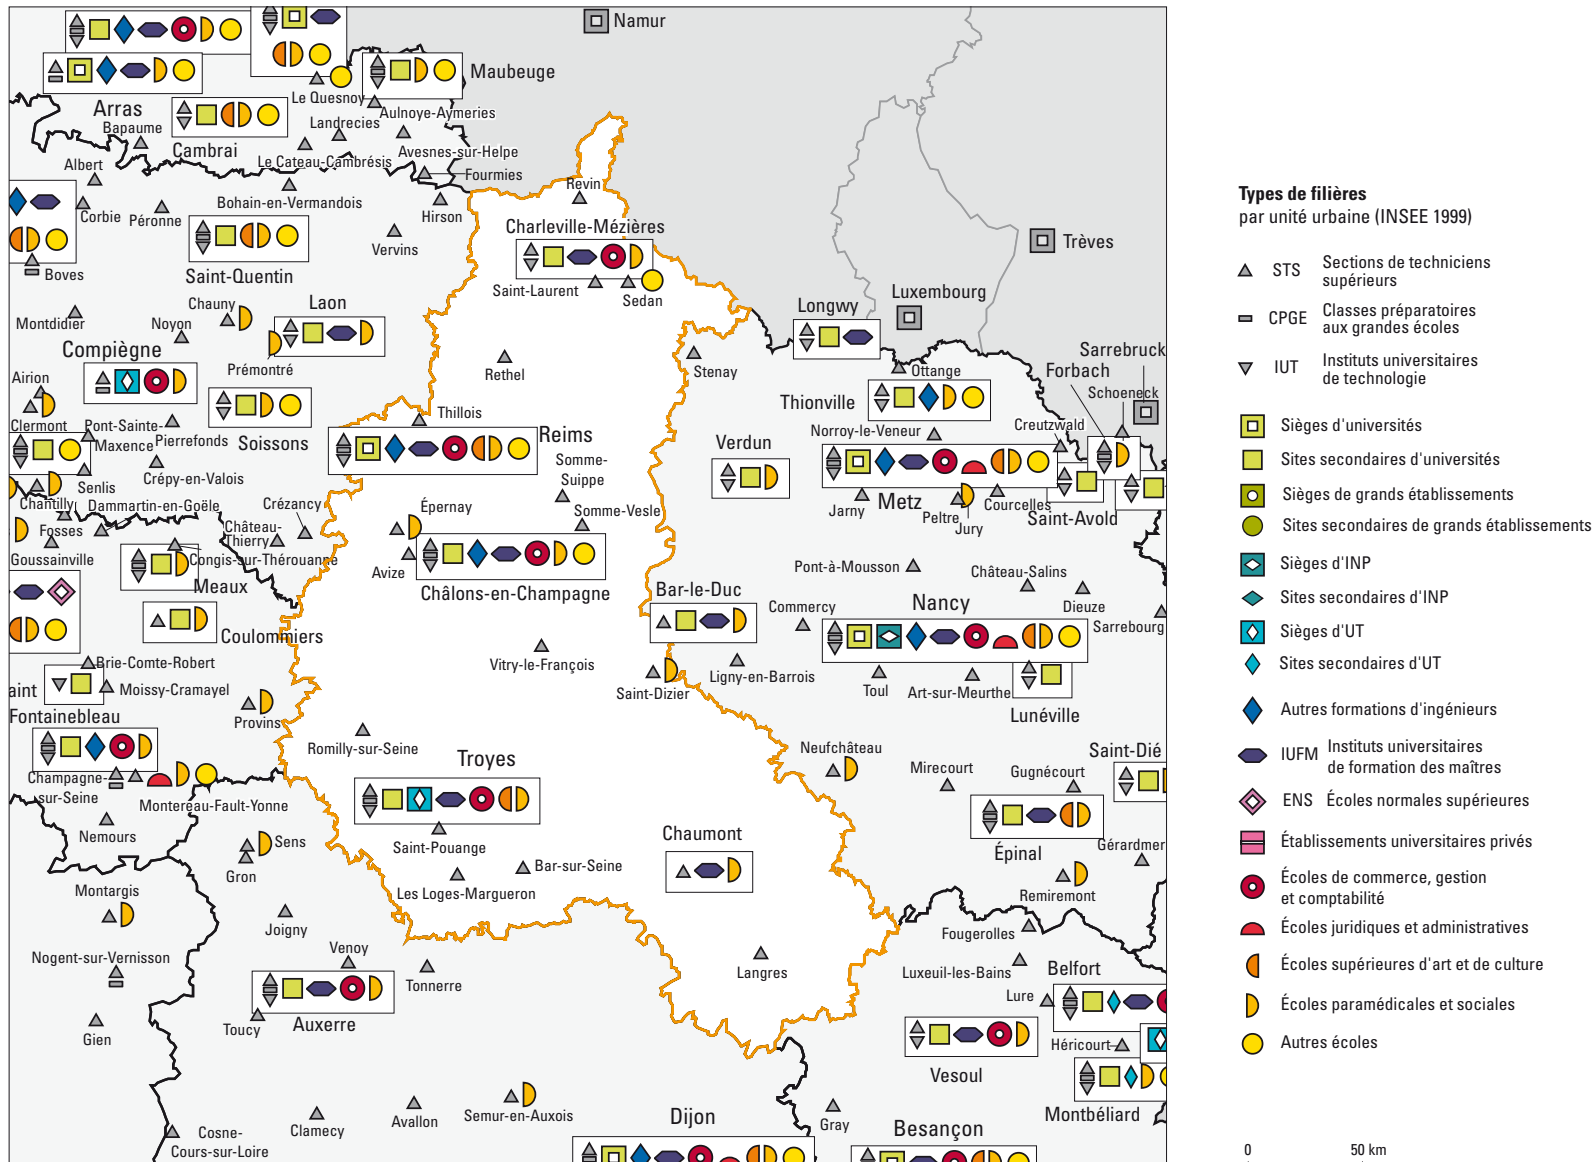 Namur
Maubeuge
Le Quesnoy
Aulnoye-Aymeries
Arras
Bapaume
Landrecies
Cambrai
Avesnes-sur-Helpe
Le Cateau-Cambrésis
Albert
Fourmies
Revin
Corbie
Péronne
Bohain-en-Vermandois
Hirson
Charleville-Mézières
Vervins
Trèves
Boves
Saint-Quentin
Saint-Laurent
Sedan
Luxembourg
Longwy
Chauny
Laon
Montdidier
Noyon
Compiègne
Prémontré
Sarrebruck
Forbach
Airion
Rethel
Stenay
Ottange
Schoeneck
Thionville
Clermont
Pont-Sainte-
Maxence
Pierrefonds
Soissons
Thillois
Reims
Norroy-le-Veneur
Creutzwald
Verdun
Somme-
Suippe
Crépy-en-Valois
Senlis
Chantilly
Dammartin-en-Goële
Crézancy
Épernay
Somme-Vesle
Jarny
Metz
Peltre
Jury
Courcelles
Saint-Avold
Fosses
Château-
Thierry
Goussainville
Congis-sur-Thérouanne
Meaux
Avize
Châlons-en-Champagne
Pont-à-Mousson
Château-Salins
Bar-le-Duc
Commercy
Nancy
Dieuze
Sarrebourg
Coulommiers
Vitry-le-François
Brie-Comte-Robert
aint
Moissy-Cramayel
Saint-Dizier
Ligny-en-Barrois
Toul
Art-sur-Meurthe
Lunéville
Fontainebleau
Provins
Romilly-sur-Seine
Troyes
Neufchâteau
Mirecourt
Gugnécourt
Saint-Dié
Champagne-
sur-Seine
Montereau-Fault-Yonne
Nemours
Saint-Pouange
Chaumont
Épinal
Gérardmer
Sens
Gron
Bar-sur-Seine
Les Loges-Margueron
Remiremont
Montargis
Joigny
Fougerolles
Venoy
Nogent-sur-Vernisson
Tonnerre
Langres
Luxeuil-les-Bains
Belfort
Lure
Auxerre
Toucy
Gien
Héricourt
Vesoul
Montbéliard
Semur-en-Auxois
Avallon
Clamecy
Dijon
Gray
Besançon
Cosne-
Cours-sur-Loire
Types de filières
par unité urbaine (INSEE 1999)
STS Sections de techniciens
supérieurs
CPGE Classes préparatoires
aux grandes écoles
IUT Instituts universitaires
de technologie
Sièges d'universités
Sites secondaires d'universités
Sièges de grands établissements
Sites secondaires de grands établissements
Sièges d'INP
Sites secondaires d'INP
Sièges d'UT
Sites secondaires d'UT
Autres formations d'ingénieurs
IUFM Instituts universitaires
de formation des maîtres
ENS Écoles normales supérieures
Établissements universitaires privés
Écoles de commerce, gestion
et comptabilité
Écoles juridiques et administratives
Écoles supérieures d'art et de culture
Écoles paramédicales et sociales
Autres écoles
0 50 km